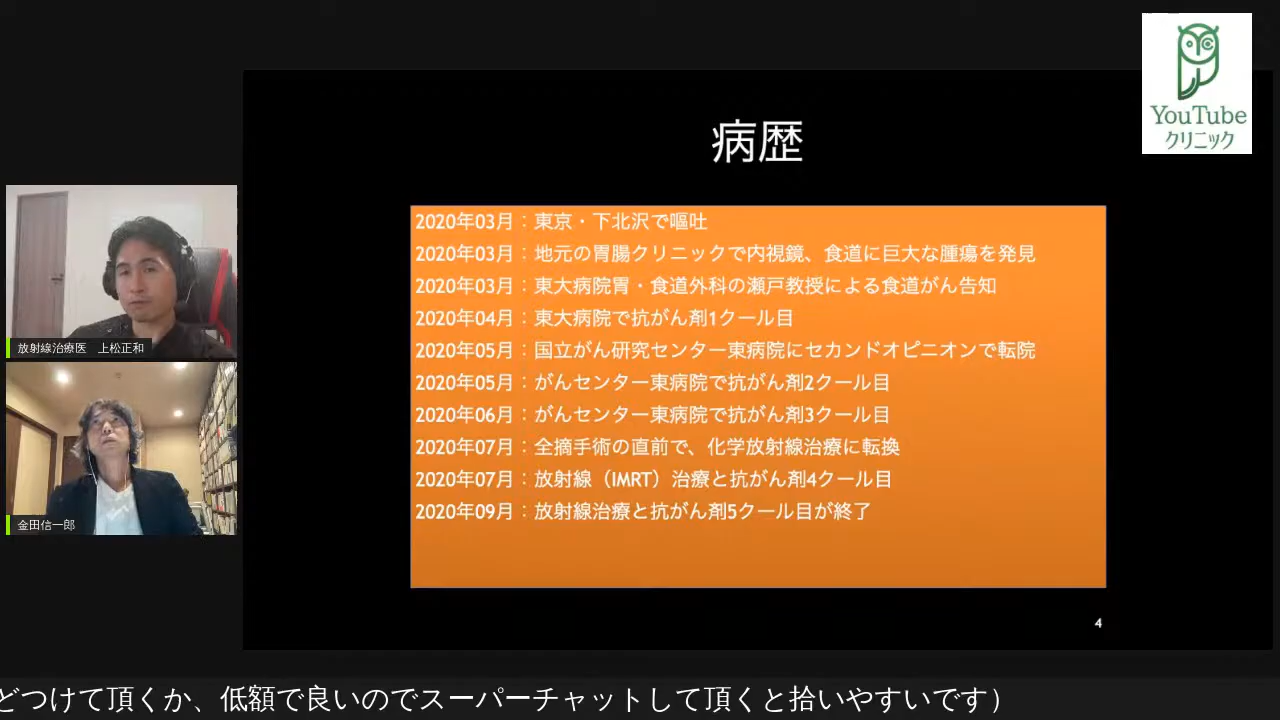 YouTube
クリニック
病歴
2020年03月：東京・下北沢で嘔吐
2020年03月：地元の胃腸クリニックで内視鏡、食道に巨大な腫瘍を発見
2020年03月：東大病院胃・食道外科の瀬戸教授による食道がん告知
2020年04月：東大病院で抗がん剤1クール目
2020年05月：国立がん研究センター東病院にセカンドオピニオンで転院
2020年05月：がんセンター東病院で抗がん剤2クール目
2020年06月：がんセンター東病院で抗がん剤3クール目
2020年07月：全摘手術の直前で、化学放射線治療に転換
2020年07月：放射線（IMRT）治療と抗がん剤4クール目
2020年09月：放射線治療と抗がん剤5クール目が終了
4
放射線治療医　上松正和
金田信一郎
どつけて頂くか、低額で良いのでスーパーチャットして頂くと拾いやすいです）